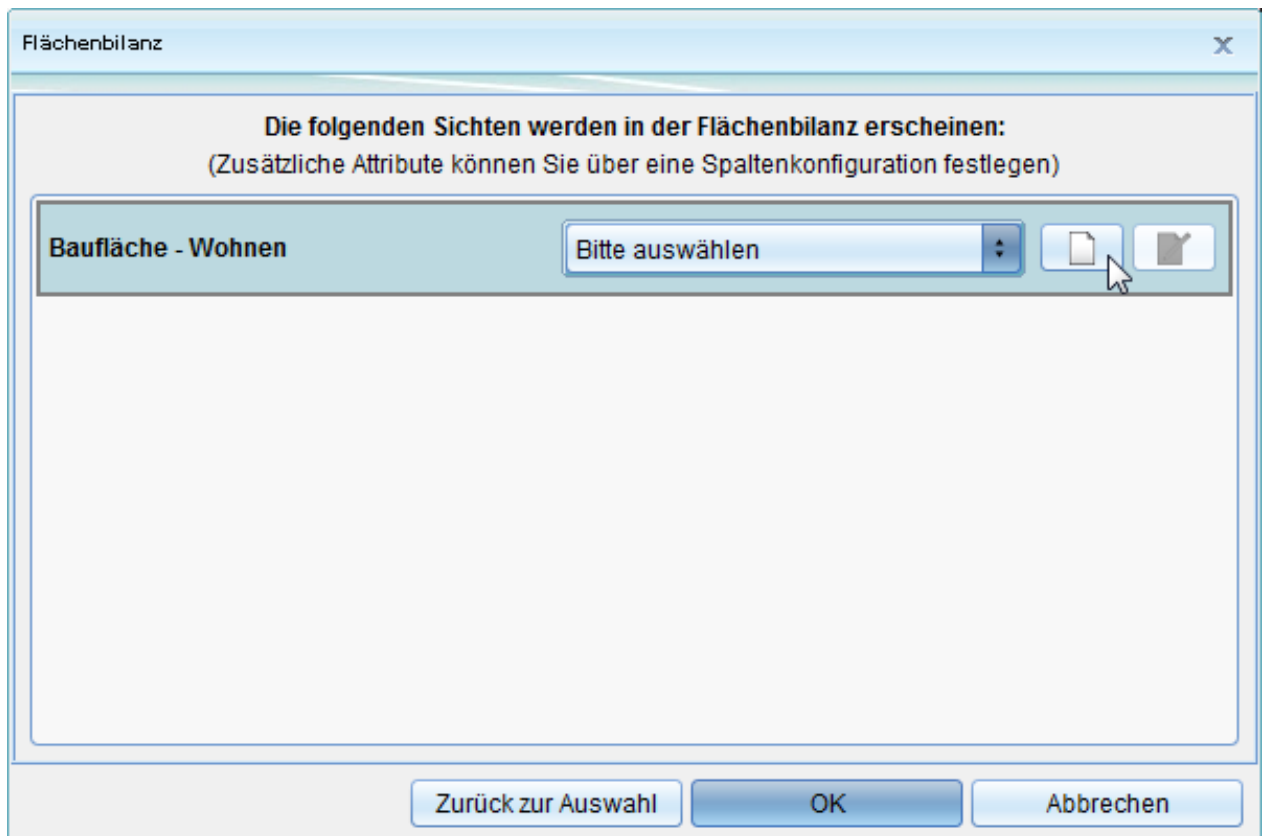 Flächenbilanz
Die folgenden Sichten werden in der Flächenbilanz erscheinen:
(Zusätzliche Attribute können Sie über eine Spaltenkonfiguration festlegen)
Baufläche - Wohnen
Bitte auswählen
Zurück zur Auswahl
OK
Abbrechen